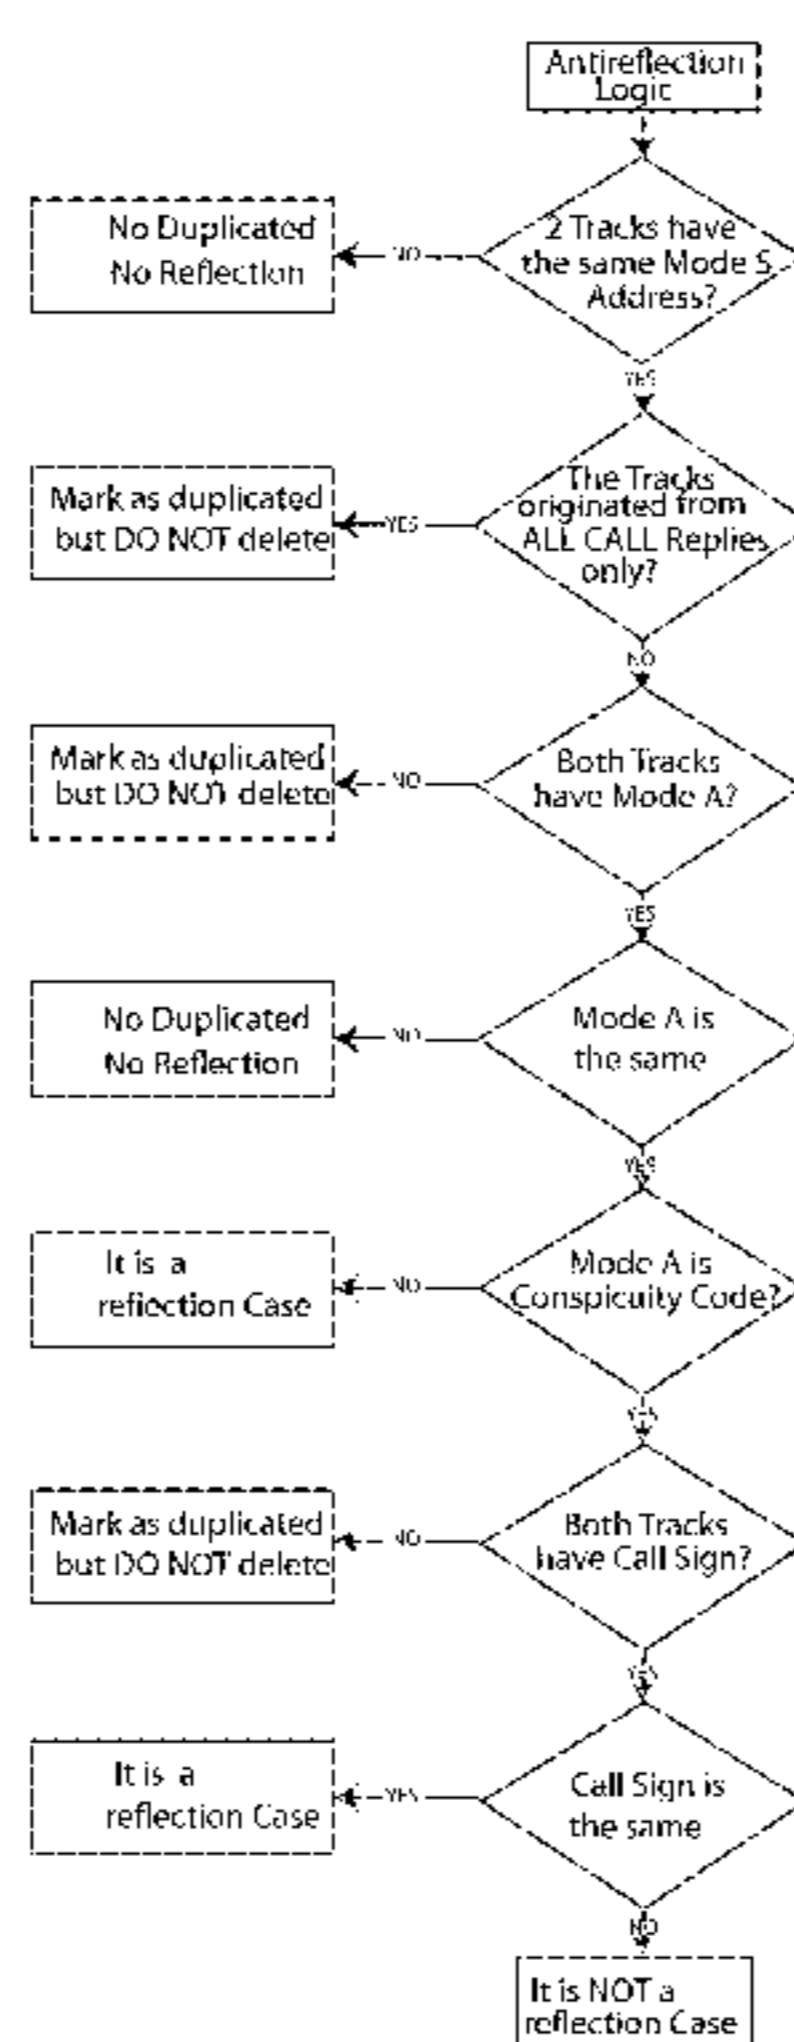 Antireflection
Logic
2 Tracks have
the same Mode S
Address?
NO
No Duplicated
No Reflection
YES
The Tracks
originated from
ALL CALL Replies
only?
YES
Mark as duplicated
but DO NOT delete
NO
Both Tracks
have Mode A?
NO
Mark as duplicated
but DO NOT delete
YES
Mode A is
the same
NO
No Duplicated
No Reflection
YES
Mode A is
Conspicuity Code?
NO
It is a
reflection Case
YES
Both Tracks
have Call Sign?
NO
Mark as duplicated
but DO NOT delete
YES
Call Sign is
the same
YES
It is a
reflection Case
NO
It is NOT a
reflection Case